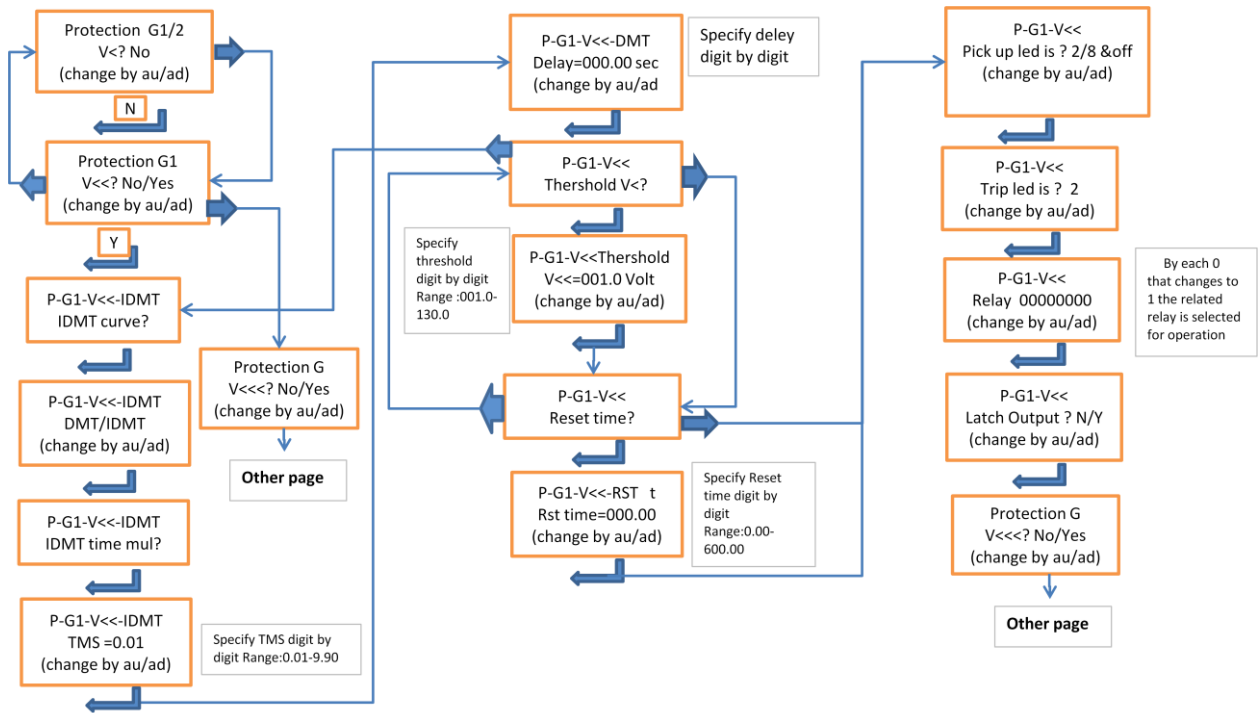 Protection G1/2
V<? No
(change by au/ad)
N
Protection G1
V<<? No/Yes
(change by au/ad)
Y
P-G1-V<<-IDMT
IDMT curve?
P-G1-V<<-IDMT
DMT/IDMT
(change by au/ad)
P-G1-V<<-IDMT
IDMT time mul?
P-G1-V<<-IDMT
TMS =0.01
(change by au/ad)
Specify TMS digit by
digit Range:0.01-9.90
Protection G
V<<<? No/Yes
(change by au/ad)
Other page
P-G1-V<<-DMT
Delay=000.00 sec
(change by au/ad
Specify deley
digit by digit
P-G1-V<<
Thershold V<?
Specify
threshold
digit by digit
Range :001.0-
130.0
P-G1-V<<Thershold
V<<=001.0 Volt
(change by au/ad)
P-G1-V<<
Reset time?
P-G1-V<<-RST t
Rst time=000.00
(change by au/ad)
Specify Reset
time digit by
digit
Range:0.00-
600.00
P-G1-V<<
Pick up led is ? 2/8 &off
(change by au/ad)
P-G1-V<<
Trip led is ? 2
(change by au/ad)
P-G1-V<<
Relay 00000000
(change by au/ad)
By each 0
that changes to
1 the related
relay is selected
for operation
P-G1-V<<
Latch Output ? N/Y
(change by au/ad)
Protection G
V<<<? No/Yes
(change by au/ad)
Other page